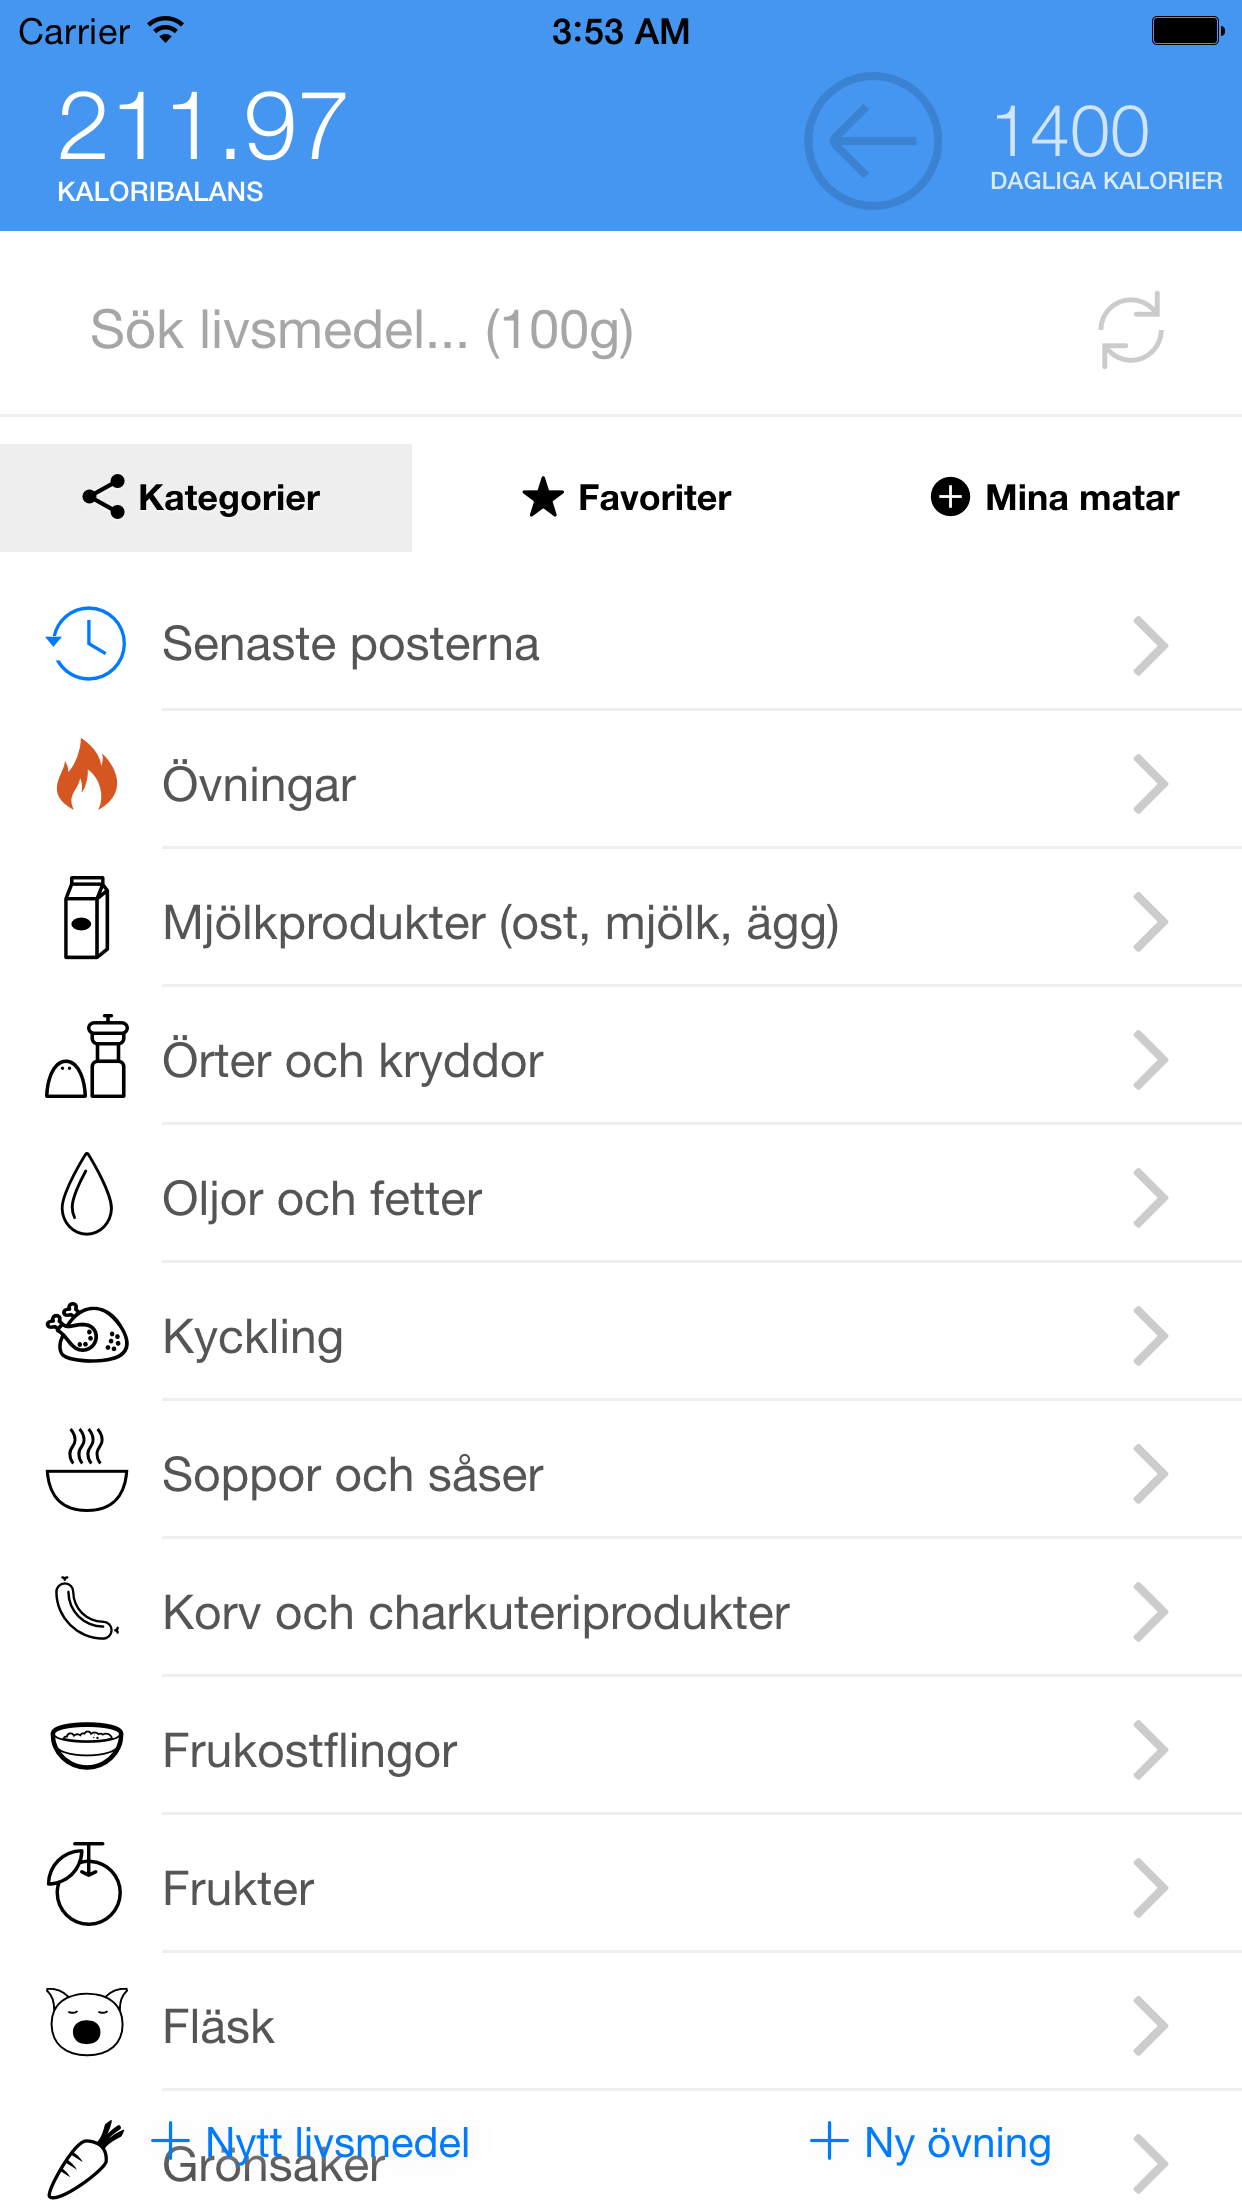 Carrier 3:53 AM
211.97
KALORIBALANS
1400
DAGLIGA KALORIER
Sök livsmedel... (100g)
Kategorier Favoriter Mina matar
Senaste posterna
Övningar
Mjölkprodukter (ost, mjölk, ägg)
Örter och kryddor
Oljor och fetter
Kyckling
Soppor och såser
Korv och charkuteriprodukter
Frukostflingor
Frukter
Fläsk
Nytt livsmedel Ny övning
Grönsaker